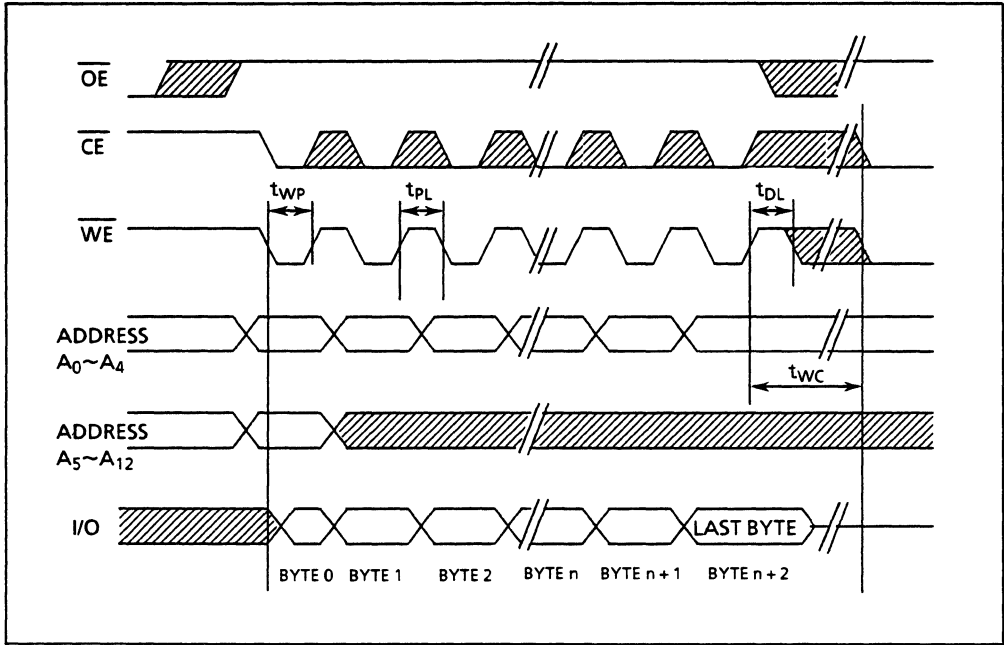 OE
CE
tWP
tPL
tDL
WE
ADDRESS
A0~A4
tWC
ADDRESS
A5~A12
I/O
LAST BYTE
BYTE 0 BYTE 1 BYTE 2 BYTE n BYTE n + 1 BYTE n + 2